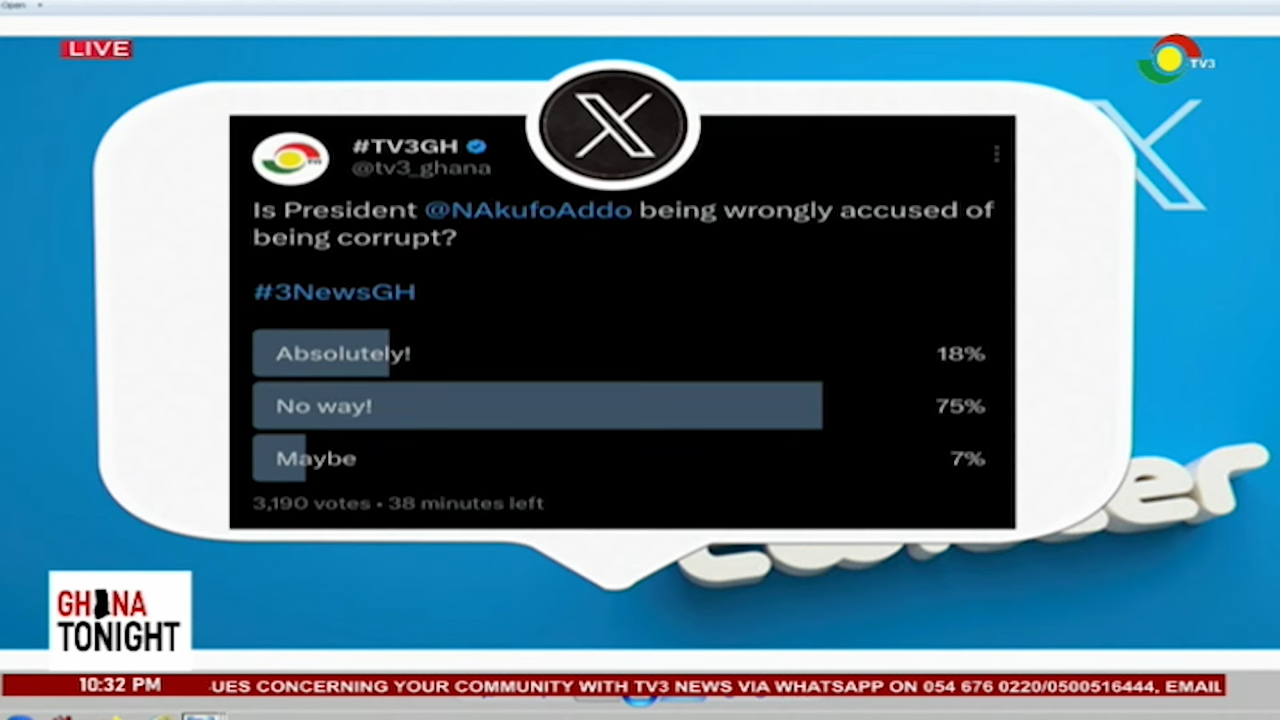 Open
LIVE
TV3
#TV3GH
@tv3_ghana
Is President @NAkufoAddo being wrongly accused of
being corrupt?
#3NewsGH
Absolutely! 18%
No way! 75%
Maybe 7%
3,190 votes • 38 minutes left
GHANA
TONIGHT
10:32 PM UES CONCERNING YOUR COMMUNITY WITH TV3 NEWS VIA WHATSAPP ON 054 676 0220/0500516444, EMAIL